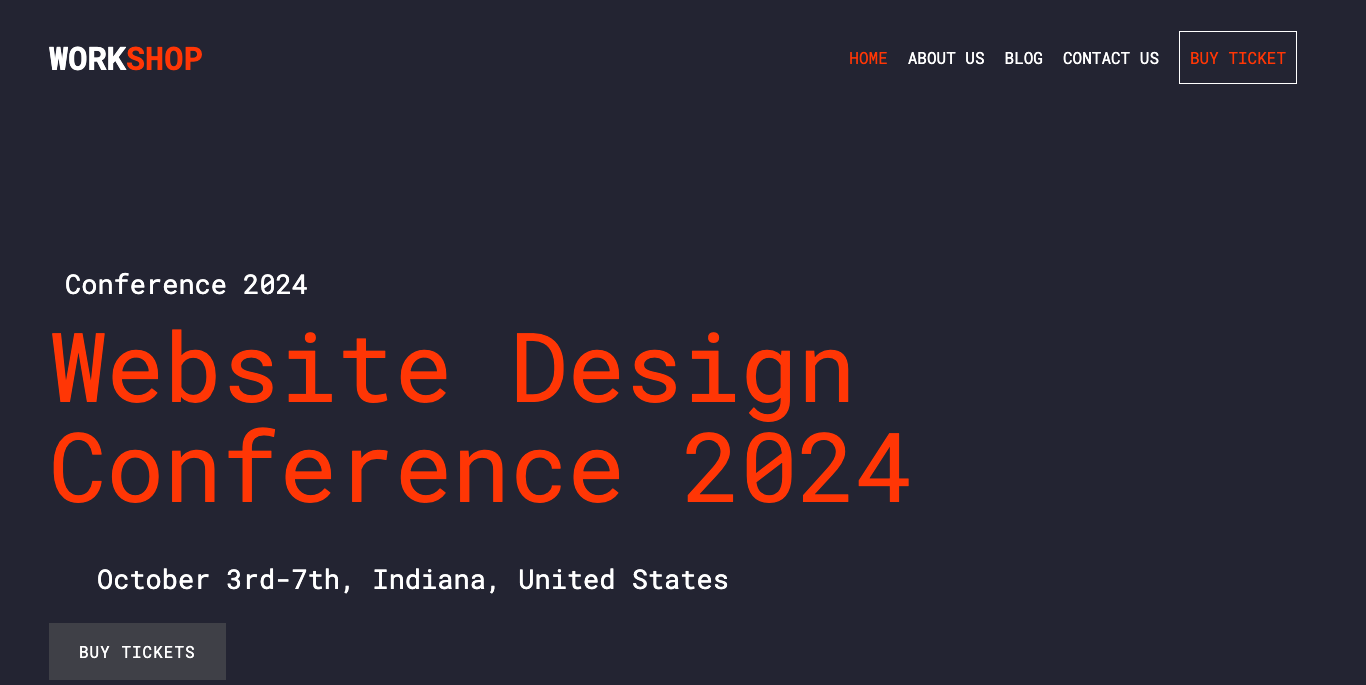 WORKSHOP
HOME ABOUT US BLOG CONTACT US BUY TICKET
Conference 2024
Website Design
Conference 2024
October 3rd-7th, Indiana, United States
BUY TICKETS